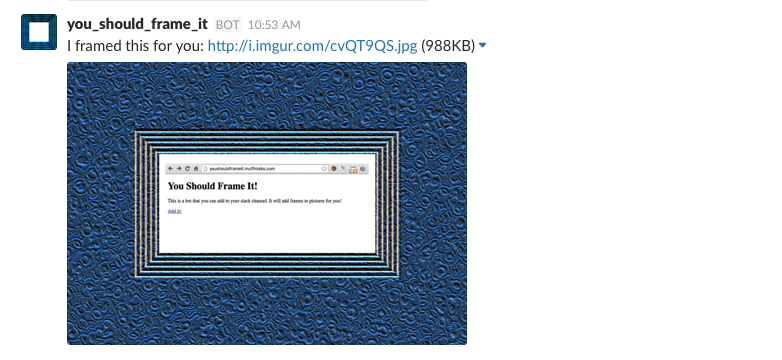 you_should_frame_it BOT 10:53 AM
I framed this for you: http://i.imgur.com/cvQT9QS.jpg (988KB)
youshouldframeit.muffinlabs.com
You Should Frame It!
This is a bot that you can add to your slack channel. It will add frames to pictures for you!
Add it!